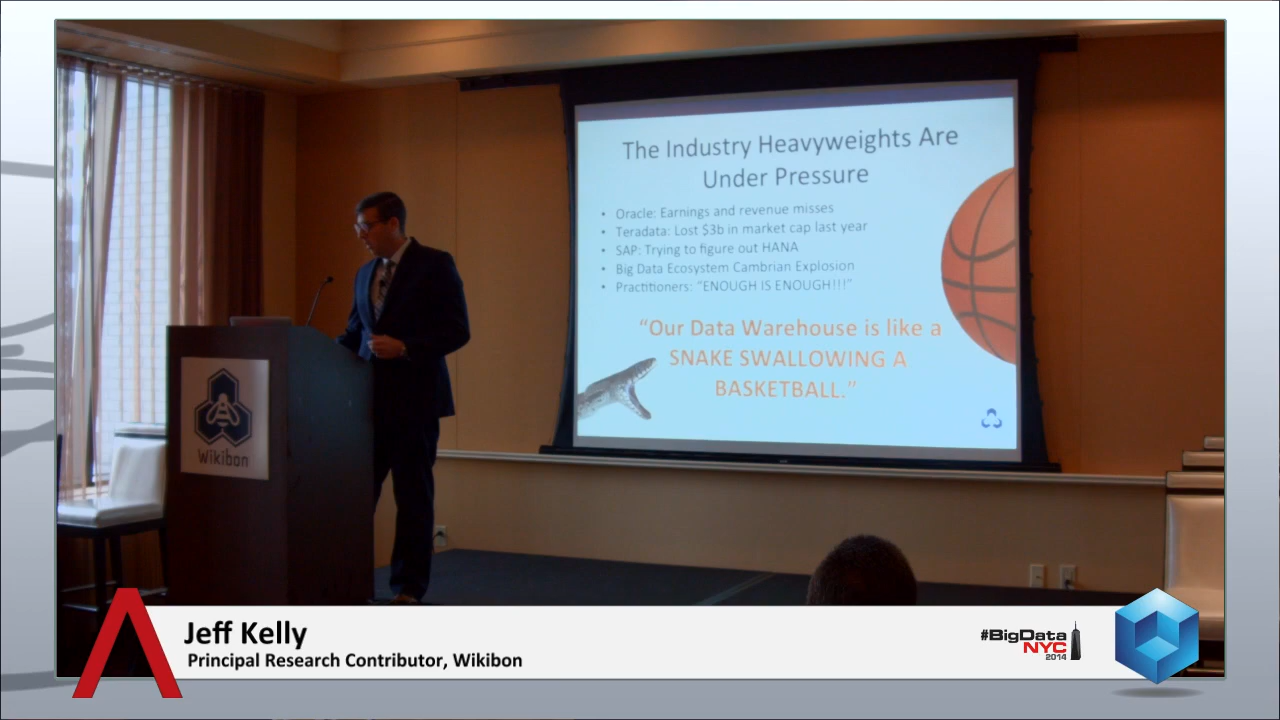 The Industry Heavyweights Are
Under Pressure
• Oracle: Earnings and revenue misses
• Teradata: Lost $3b in market cap last year
• SAP: Trying to figure out HANA
• Big Data Ecosystem Cambrian Explosion
• Practitioners: “ENOUGH IS ENOUGH!!!”
“Our Data Warehouse is like a
SNAKE SWALLOWING A
BASKETBALL.”
Wikibon
Jeff Kelly
Principal Research Contributor, Wikibon
#BigData
NYC
2014